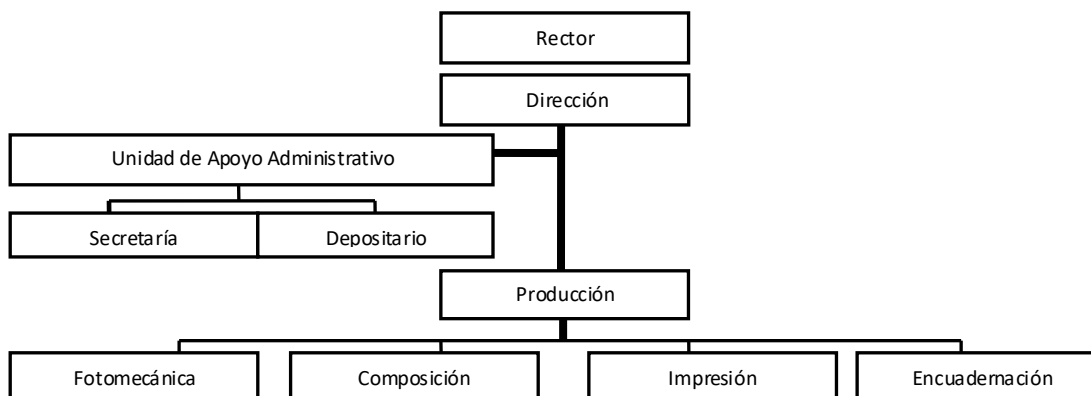 Rector
Dirección
Unidad de Apoyo Administrativo
Secretaría
Depositario
Producción
Fotomecánica
Composición
Impresión
Encuadernación